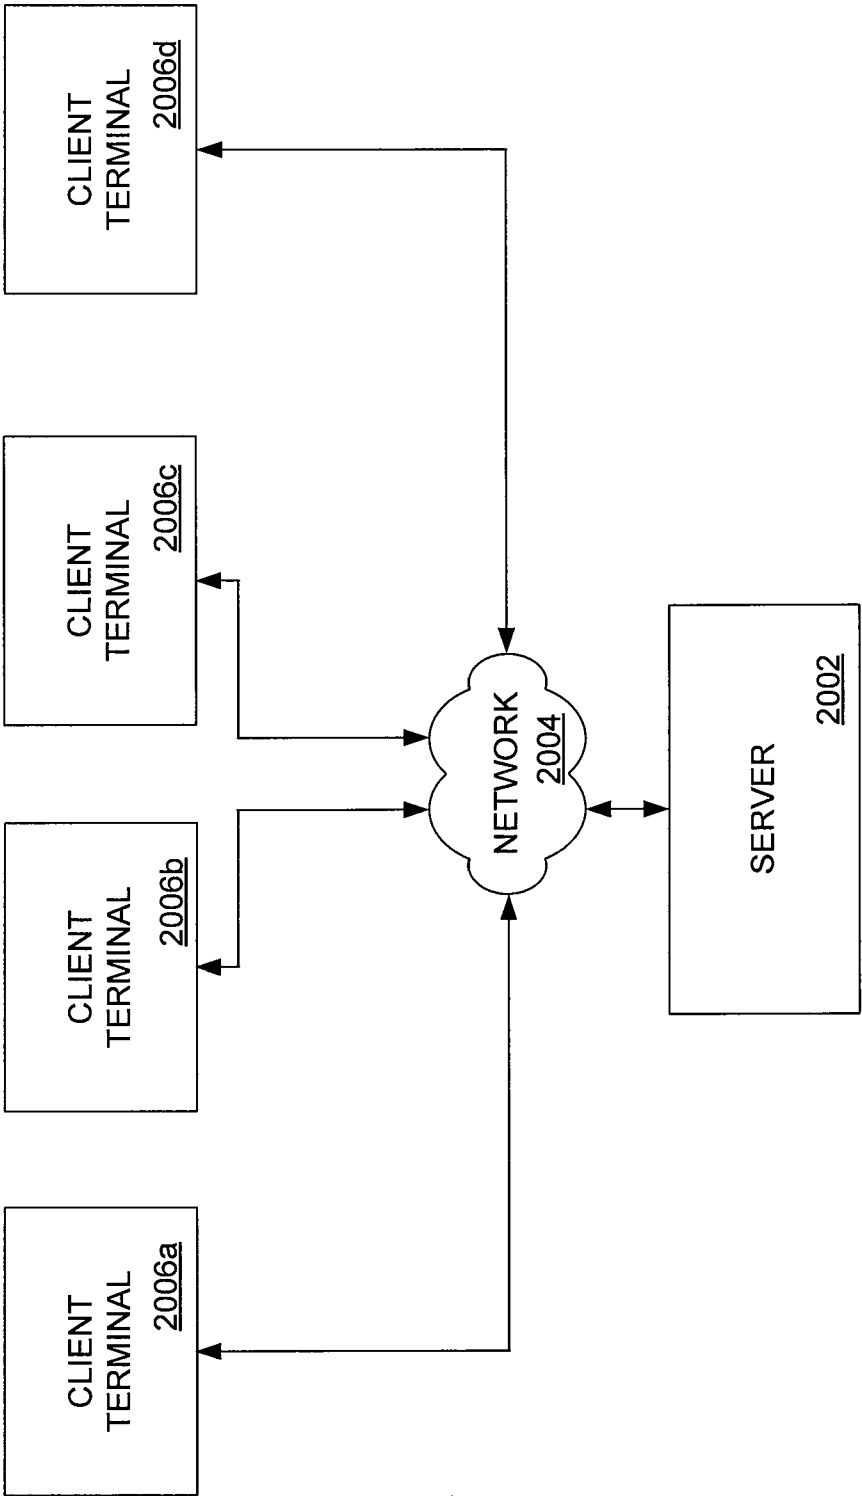 CLIENT
TERMINAL
2006a
CLIENT
TERMINAL
2006b
CLIENT
TERMINAL
2006c
CLIENT
TERMINAL
2006d
NETWORK
2004
SERVER
2002